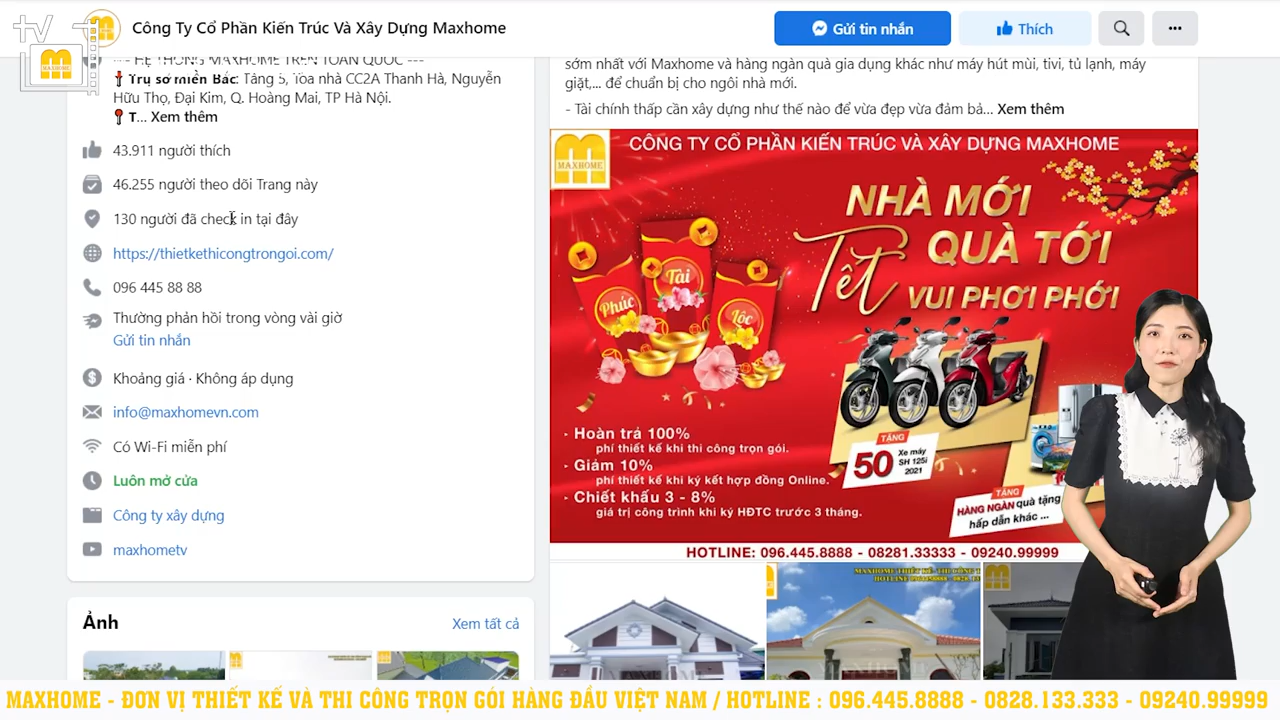 tv
Công Ty Cổ Phần Kiến Trúc Và Xây Dựng Maxhome
Gửi tin nhắn
Thích
--- HỆ THỐNG MAXHOME TRÊN TOÀN QUỐC ---
Trụ sở miền Bắc: Tầng 5, Tòa nhà CC2A Thanh Hà, Nguyễn
Hữu Thọ, Đại Kim, Q. Hoàng Mai, TP Hà Nội.
T... Xem thêm
43.911 người thích
46.255 người theo dõi Trang này
130 người đã check in tại đây
https://thietkethicongtrongoi.com/
096 445 88 88
Thường phản hồi trong vòng vài giờ
Gửi tin nhắn
Khoảng giá · Không áp dụng
info@maxhomevn.com
Có Wi-Fi miễn phí
Luôn mở cửa
Công ty xây dựng
maxhometv
Ảnh
Xem tất cả
sớm nhất với Maxhome và hàng ngàn quà gia dụng khác như máy hút mùi, tivi, tủ lạnh, máy
giặt,... để chuẩn bị cho ngôi nhà mới.
- Tài chính thấp cần xây dựng như thế nào để vừa đẹp vừa đảm bả... Xem thêm
MAXHOME
CÔNG TY CỔ PHẦN KIẾN TRÚC VÀ XÂY DỰNG MAXHOME
NHÀ MỚI
Tết QUÀ TỚI
VUI PHƠI PHỚI
Phúc
Tài
Lộc
- Hoàn trả 100%
phí thiết kế khi thi công trọn gói.
- Giảm 10%
phí thiết kế khi ký kết hợp đồng Online.
- Chiết khấu 3 - 8%
giá trị công trình khi ký HĐTC trước 3 tháng.
TẶNG
50 Xe máy
SH 125i
2021
TẶNG
HÀNG NGÀN quà tặng
hấp dẫn khác ...
HOTLINE: 096.445.8888 - 08281.33333 - 09240.99999
MAXHOME - ĐƠN VỊ THIẾT KẾ VÀ THI CÔNG TRỌN GÓI HÀNG ĐẦU VIỆT NAM / HOTLINE : 096.445.8888 - 0828.133.333 - 09240.99999